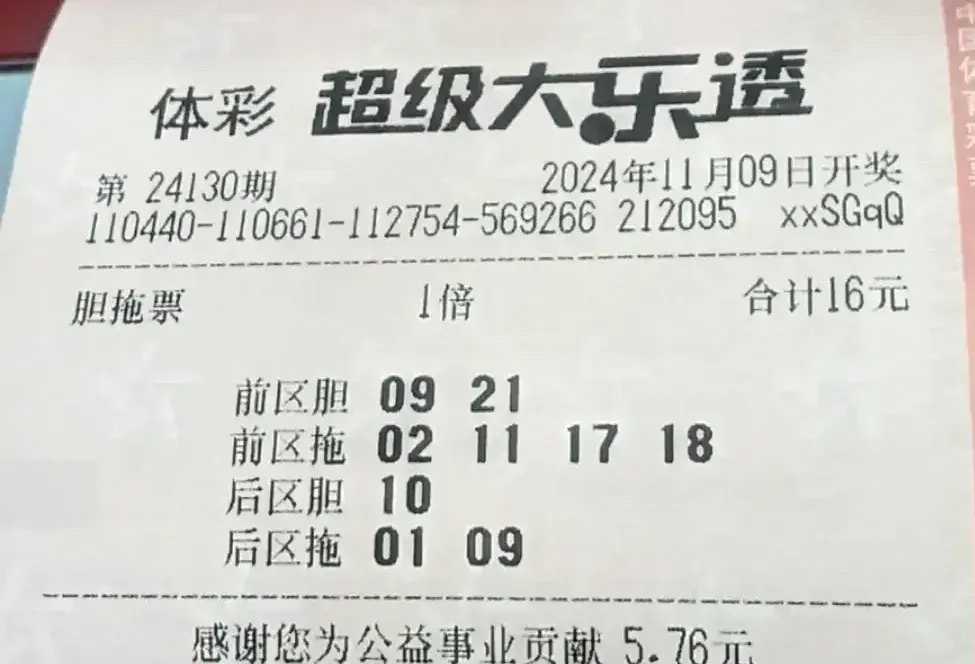 体彩 超级大乐透
第 24130期 2024年11月09日开奖
110440-110661-112754-569266 212095 xxSGqQ
胆拖票 1倍 合计16元
前区胆 09 21
前区拖 02 11 17 18
后区胆 10
后区拖 01 09
感谢您为公益事业贡献 5.76元